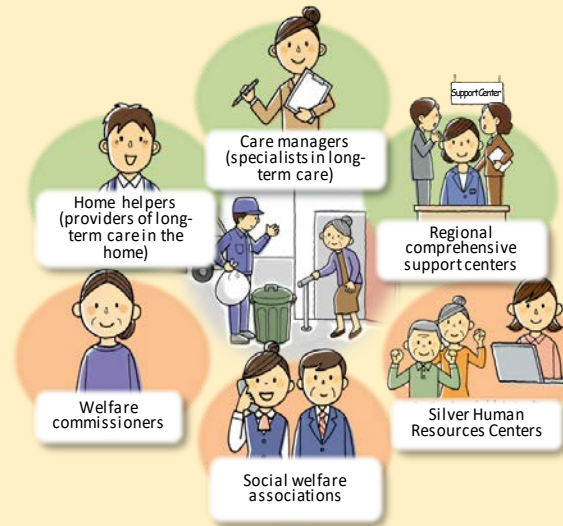 Support Center
Care managers
(specialists in long-
term care)
Home helpers
(providers of long-
term care in the
home)
Regional
comprehensive
support centers
Welfare
commissioners
Silver Human
Resources Centers
Social welfare
associations